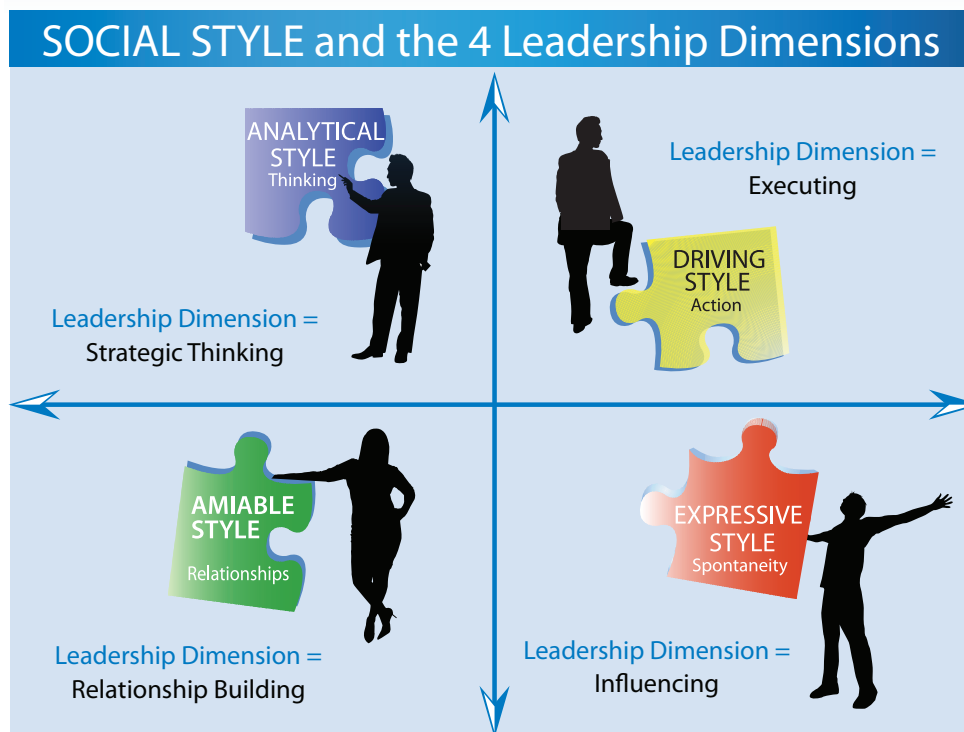 SOCIAL STYLE and the 4 Leadership Dimensions
ANALYTICAL
STYLE
Thinking
Leadership Dimension =
Strategic Thinking
Leadership Dimension =
Executing
DRIVING
STYLE
Action
AMIABLE
STYLE
Relationships
Leadership Dimension =
Relationship Building
EXPRESSIVE
STYLE
Spontaneity
Leadership Dimension =
Influencing